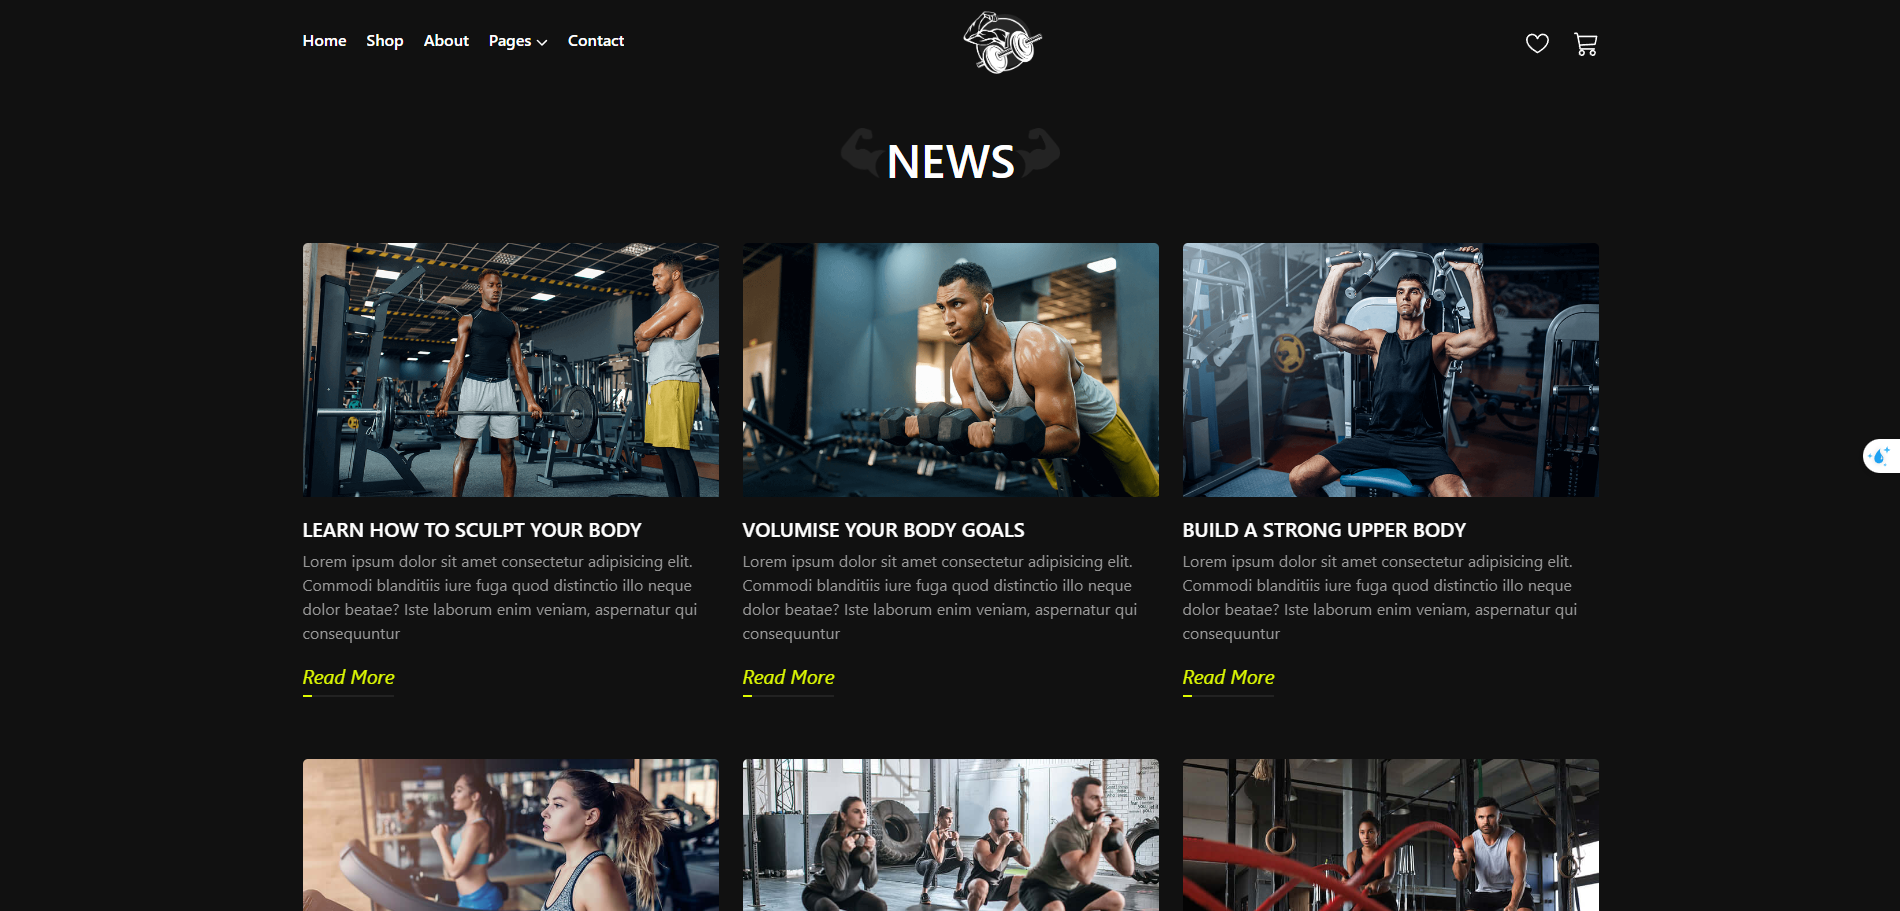 Home Shop About Pages Contact
NEWS
LEARN HOW TO SCULPT YOUR BODY
Lorem ipsum dolor sit amet consectetur adipisicing elit.
Commodi blanditiis iure fuga quod distinctio illo neque
dolor beatae? Iste laborum enim veniam, aspernatur qui
consequuntur
Read More
VOLUMISE YOUR BODY GOALS
Lorem ipsum dolor sit amet consectetur adipisicing elit.
Commodi blanditiis iure fuga quod distinctio illo neque
dolor beatae? Iste laborum enim veniam, aspernatur qui
consequuntur
Read More
BUILD A STRONG UPPER BODY
Lorem ipsum dolor sit amet consectetur adipisicing elit.
Commodi blanditiis iure fuga quod distinctio illo neque
dolor beatae? Iste laborum enim veniam, aspernatur qui
consequuntur
Read More